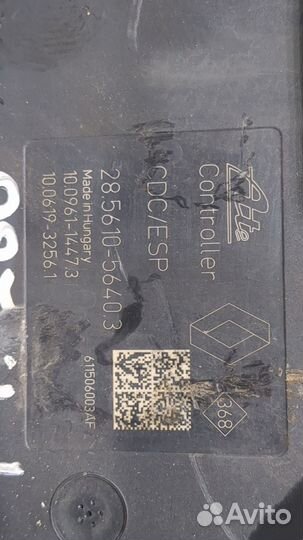 Ate
Controller
CDC/ESP
28.5610-5640.3
Made in Hungary
10.0961-1447.3
10.0619-3256.1
611506003AF
368
Avito